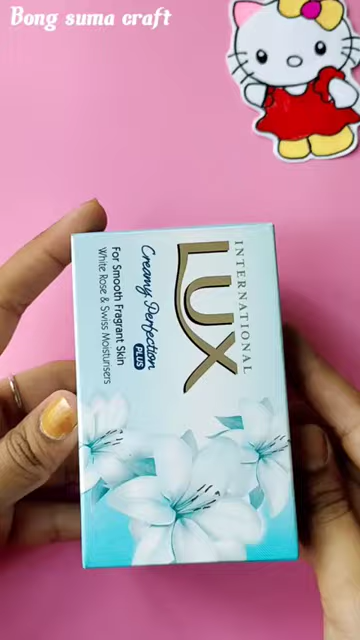 Bong suma craft
INTERNATIONAL
LUX
Creamy Perfection
PLUS
For Smooth Fragrant Skin
White Rose & Swiss Moisturisers